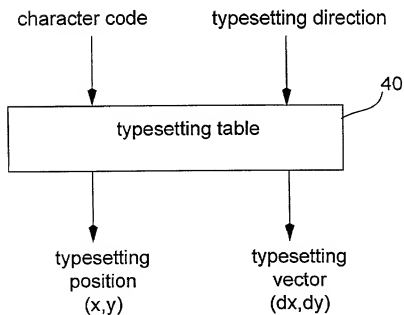 character code typesetting direction
40
typesetting table
typesetting typesetting
position vector
(x,y) (dx,dy)